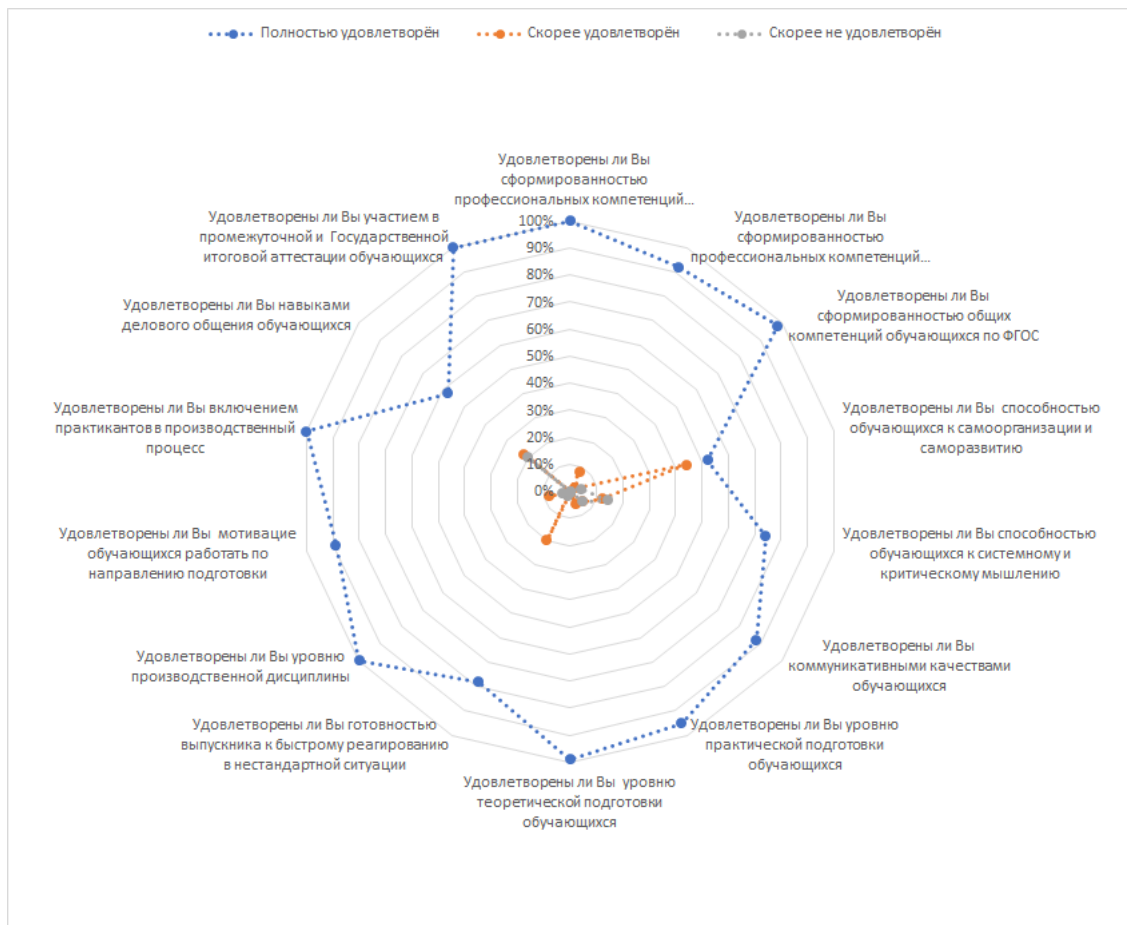 Полностью удовлетворён
Скорее удовлетворён
Скорее не удовлетворён
Удовлетворены ли Вы
сформированностью
профессиональных компетенций...
Удовлетворены ли Вы
сформированностью
профессиональных компетенций...
Удовлетворены ли Вы
сформированностью общих
компетенций обучающихся по ФГОС
Удовлетворены ли Вы способностью
обучающихся к самоорганизации и
саморазвитию
Удовлетворены ли Вы способностью
обучающихся к системному и
критическому мышлению
Удовлетворены ли Вы
коммуникативными качествами
обучающихся
Удовлетворены ли Вы уровню
практической подготовки
обучающихся
Удовлетворены ли Вы уровню
теоретической подготовки
обучающихся
Удовлетворены ли Вы готовностью
выпускника к быстрому реагированию
в нестандартной ситуации
Удовлетворены ли Вы уровню
производственной дисциплины
Удовлетворены ли Вы мотивацие
обучающихся работать по
направлению подготовки
Удовлетворены ли Вы включением
практикантов в производственный
процесс
Удовлетворены ли Вы навыками
делового общения обучающихся
Удовлетворены ли Вы участием в
промежуточной и Государственной
итоговой аттестации обучающихся
100%
90%
80%
70%
60%
50%
40%
30%
20%
10%
0%